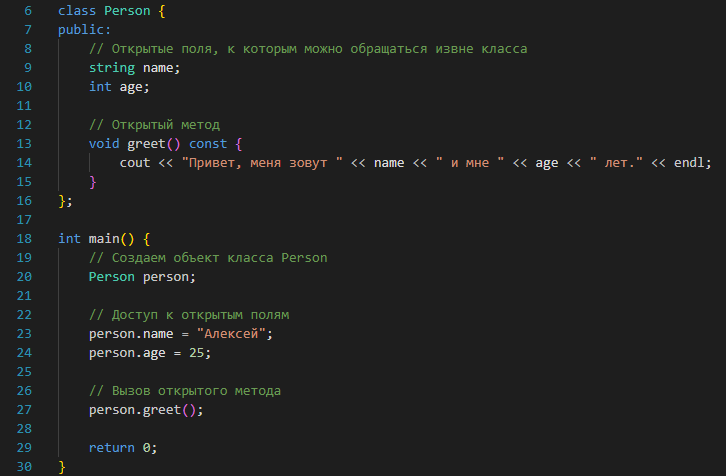 6 class Person {
7 public:
8 // Открытые поля, к которым можно обращаться извне класса
9 string name;
10 int age;
11
12 // Открытый метод
13 void greet() const {
14 cout << "Привет, меня зовут " << name << " и мне " << age << " лет." << endl;
15 }
16 };
17
18 int main() {
19 // Создаем объект класса Person
20 Person person;
21
22 // Доступ к открытым полям
23 person.name = "Алексей";
24 person.age = 25;
25
26 // Вызов открытого метода
27 person.greet();
28
29 return 0;
30 }